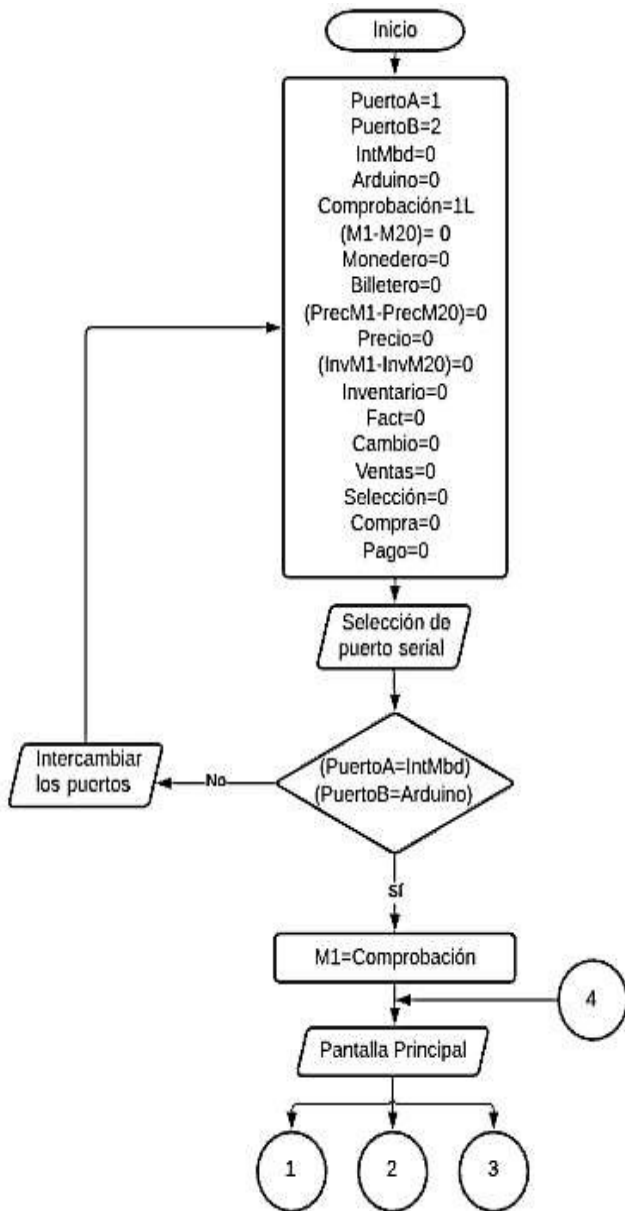 Inicio
PuertoA=1
PuertoB=2
IntMbd=0
Arduino=0
Comprobación=1L
(M1-M20)= 0
Monedero=0
Billetero=0
(PrecM1-PrecM20)=0
Precio=0
(InvM1-InvM20)=0
Inventario=0
Fact=0
Cambio=0
Ventas=0
Selección=0
Compra=0
Pago=0
Selección de
puerto serial
(PuertoA=IntMbd)
(PuertoB=Arduino)
No
Intercambiar
los puertos
sí
M1=Comprobación
4
Pantalla Principal
1
2
3